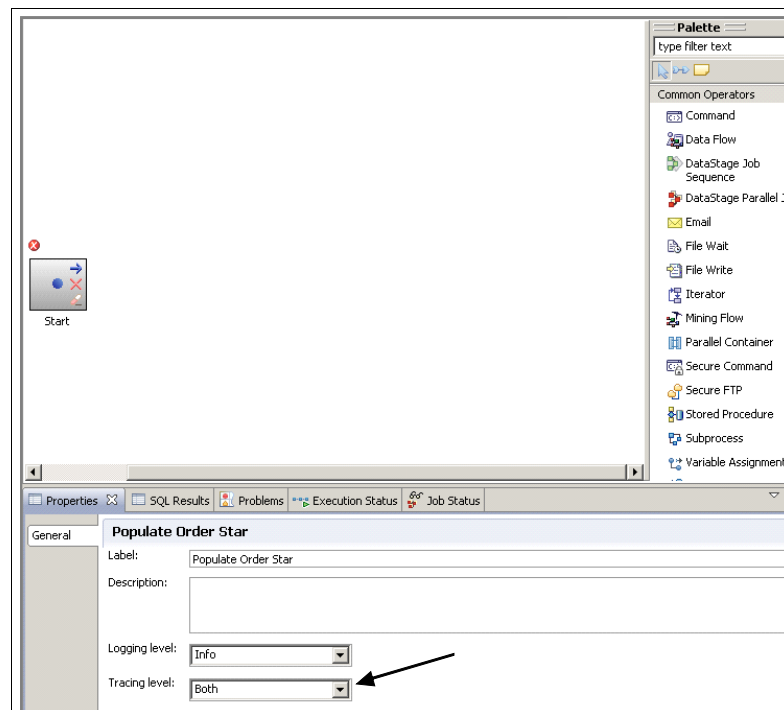 Palette
type filter text
Common Operators
Command
Data Flow
DataStage Job
Sequence
DataStage Parallel J
Email
File Wait
File Write
Iterator
Mining Flow
Parallel Container
Secure Command
Secure FTP
Stored Procedure
Subprocess
Variable Assignment
Start
Properties
SQL Results
Problems
Execution Status
Job Status
General
Populate Order Star
Label:
Populate Order Star
Description:
Logging level:
Info
Tracing level:
Both